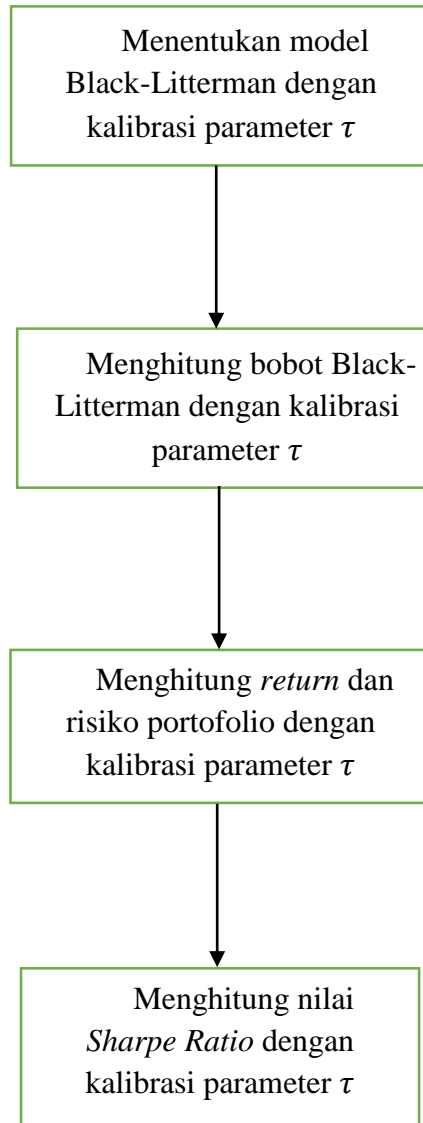 Menentukan model
Black-Litterman dengan
kalibrasi parameter 𝜏
Menghitung bobot Black-
Litterman dengan kalibrasi
parameter 𝜏
Menghitung return dan
risiko portofolio dengan
kalibrasi parameter 𝜏
Menghitung nilai
Sharpe Ratio dengan
kalibrasi parameter 𝜏